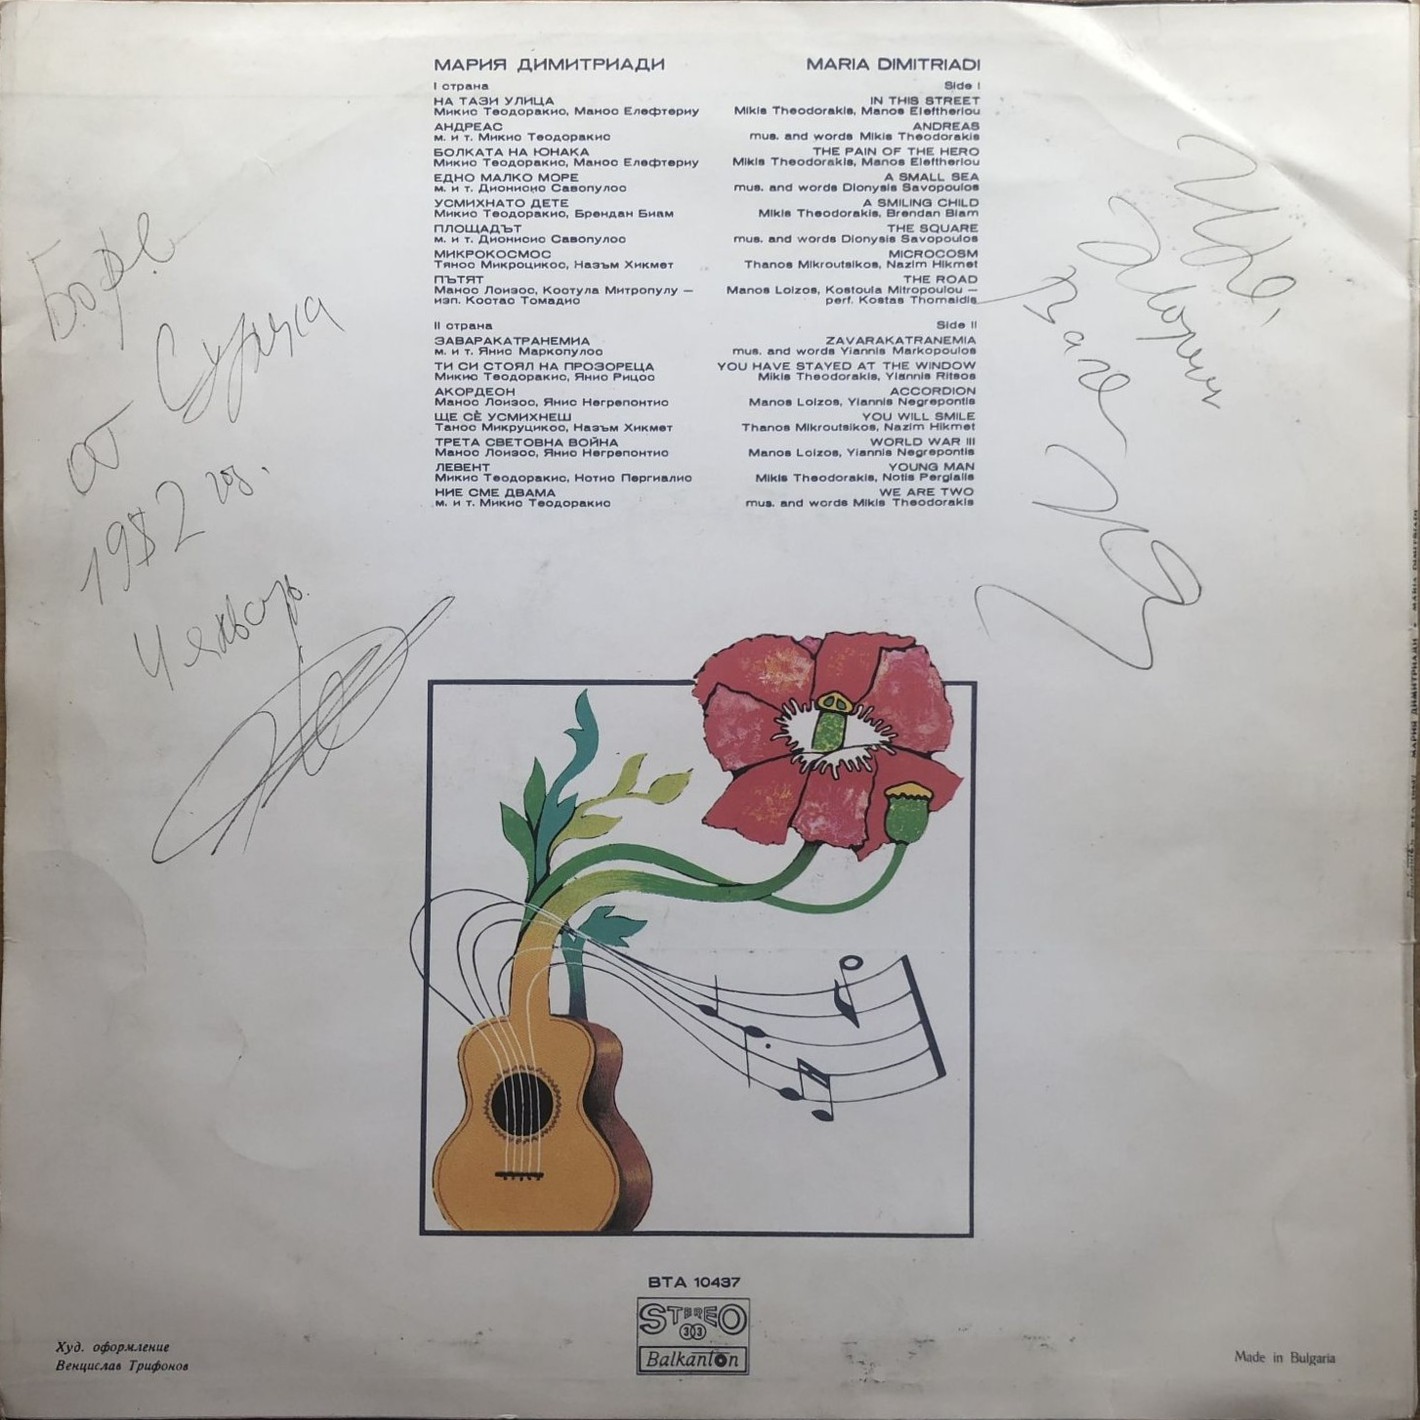 МАРИЯ ДИМИТРИАДИ
I страна
НА ТАЗИ УЛИЦА
Микис Теодоракис, Манос Елефтериу
АНДРЕАС
м. и т. Микис Теодоракис
БОЛКАТА НА ЮНАКА
Микис Теодоракис, Манос Елефтериу
ЕДНО МАЛКО МОРЕ
м. и т. Дионисис Савопулос
УСМИХНАТО ДЕТЕ
Микис Теодоракис, Брендан Биам
ПЛОЩАДЪТ
м. и т. Дионисис Савопулос
МИКРОКОСМОС
Тянос Микроцикос, Назъм Хикмет
ПЪТЯТ
Манос Лоизос, Костула Митропулу —
изп. Костас Томадис
II страна
ЗАВАРАКАТРАНЕМИА
м. и т. Янис Маркопулос
ТИ СИ СТОЯЛ НА ПРОЗОРЕЦА
Микис Теодоракис, Янис Рицос
АКОРДЕОН
Манос Лоизос, Янис Негрепонтис
ЩЕ СЀ УСМИХНЕШ
Танос Микруцикос, Назъм Хикмет
ТРЕТА СВЕТОВНА ВОЙНА
Манос Лоизос, Янис Негрепонтис
ЛЕВЕНТ
Микис Теодоракис, Нотис Пергиалис
НИЕ СМЕ ДВАМА
м. и т. Микис Теодоракис
MARIA DIMITRIADI
Side I
IN THIS STREET
Mikis Theodorakis, Manos Eleftheriou
ANDREAS
mus. and words Mikis Theodorakis
THE PAIN OF THE HERO
Mikis Theodorakis, Manos Eleftheriou
A SMALL SEA
mus. and words Dionysis Savopoulos
A SMILING CHILD
Mikis Theodorakis, Brendan Biam
THE SQUARE
mus. and words Dionysis Savopoulos
MICROCOSM
Thanos Mikroutsikos, Nazim Hikmet
THE ROAD
Manos Loizos, Kostoula Mitropoulou —
perf. Kostas Thomaidis
Side II
ZAVARAKATRANEMIA
mus. and words Yiannis Markopoulos
YOU HAVE STAYED AT THE WINDOW
Mikis Theodorakis, Yiannis Ritsos
ACCORDION
Manos Loizos, Yiannis Negrepontis
YOU WILL SMILE
Thanos Mikroutsikos, Nazim Hikmet
WORLD WAR III
Manos Loizos, Yiannis Negrepontis
YOUNG MAN
Mikis Theodorakis, Notis Pergialis
WE ARE TWO
mus. and words Mikis Theodorakis
от
1982 год.
4 январь.
BTA 10437
STEREO
33
Balkanton
Худ. оформление
Венцислав Трифонов
Made in Bulgaria